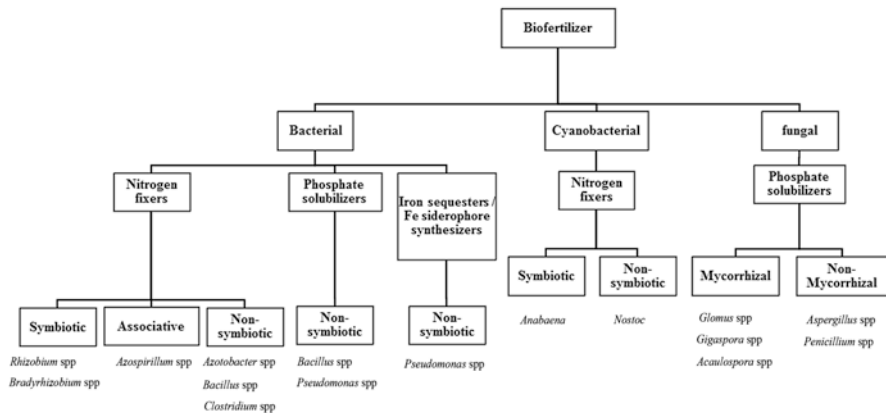 Biofertilizer
Bacterial
Cyanobacterial
fungal
Nitrogen
fixers
Phosphate
solubilizers
Iron sequesters /
Fe siderophore
synthesizers
Nitrogen
fixers
Phosphate
solubilizers
Symbiotic
Non-
symbiotic
Mycorrhizal
Non-
Mycorrhizal
Anabaena
Nostoc
Glomus spp
Gigaspora spp
Acaulospora spp
Aspergillus spp
Penicillium spp
Symbiotic
Associative
Non-
symbiotic
Non-
symbiotic
Non-
symbiotic
Rhizobium spp
Bradyrhizobium spp
Azospirillum spp
Azotobacter spp
Bacillus spp
Clostridium spp
Bacillus spp
Pseudomonas spp
Pseudomonas spp